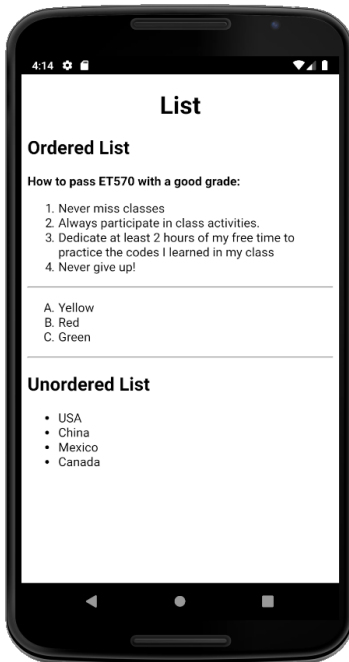 4:14
List
Ordered List
How to pass ET570 with a good grade:
1. Never miss classes
2. Always participate in class activities.
3. Dedicate at least 2 hours of my free time to
practice the codes I learned in my class
4. Never give up!
A. Yellow
B. Red
C. Green
Unordered List
• USA
• China
• Mexico
• Canada